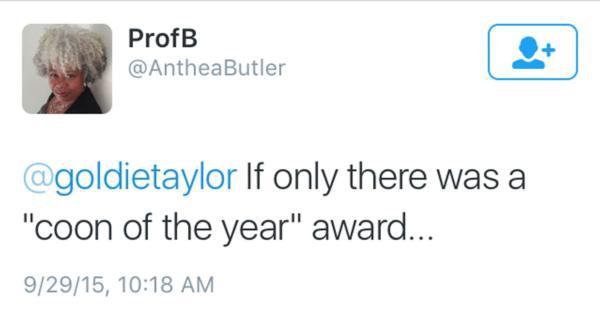 ProfB
@AntheaButler
@goldietaylor If only there was a
"coon of the year" award...
9/29/15, 10:18 AM